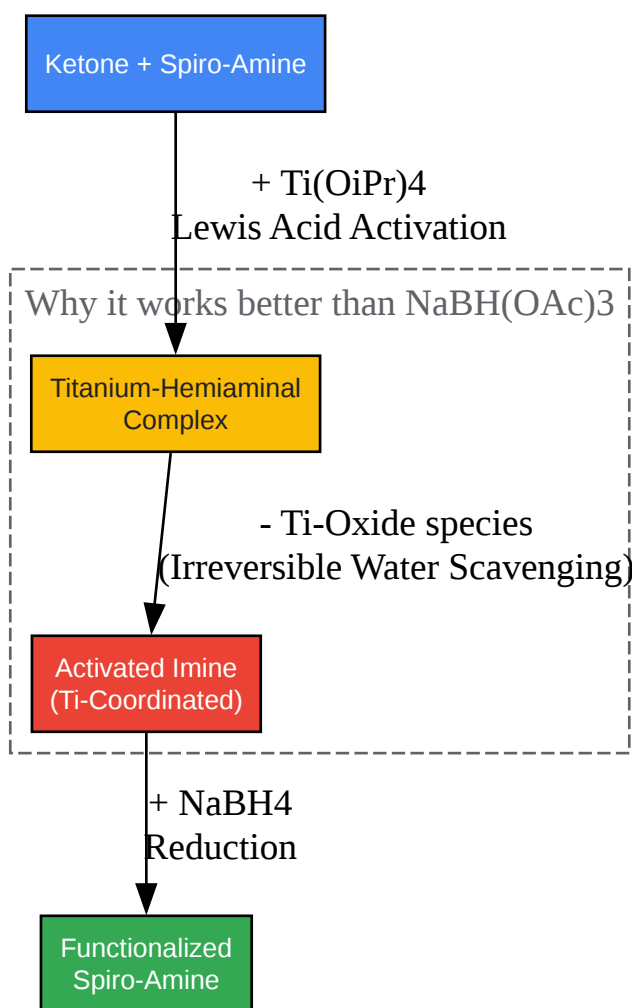 Ketone + Spiro-Amine
+ Ti(OiPr)4
Lewis Acid Activation
Why it works better than NaBH(OAc)3
Titanium-Hemiaminal
Complex
- Ti-Oxide species
(Irreversible Water Scavenging)
Activated Imine
(Ti-Coordinated)
+ NaBH4
Reduction
Functionalized
Spiro-Amine